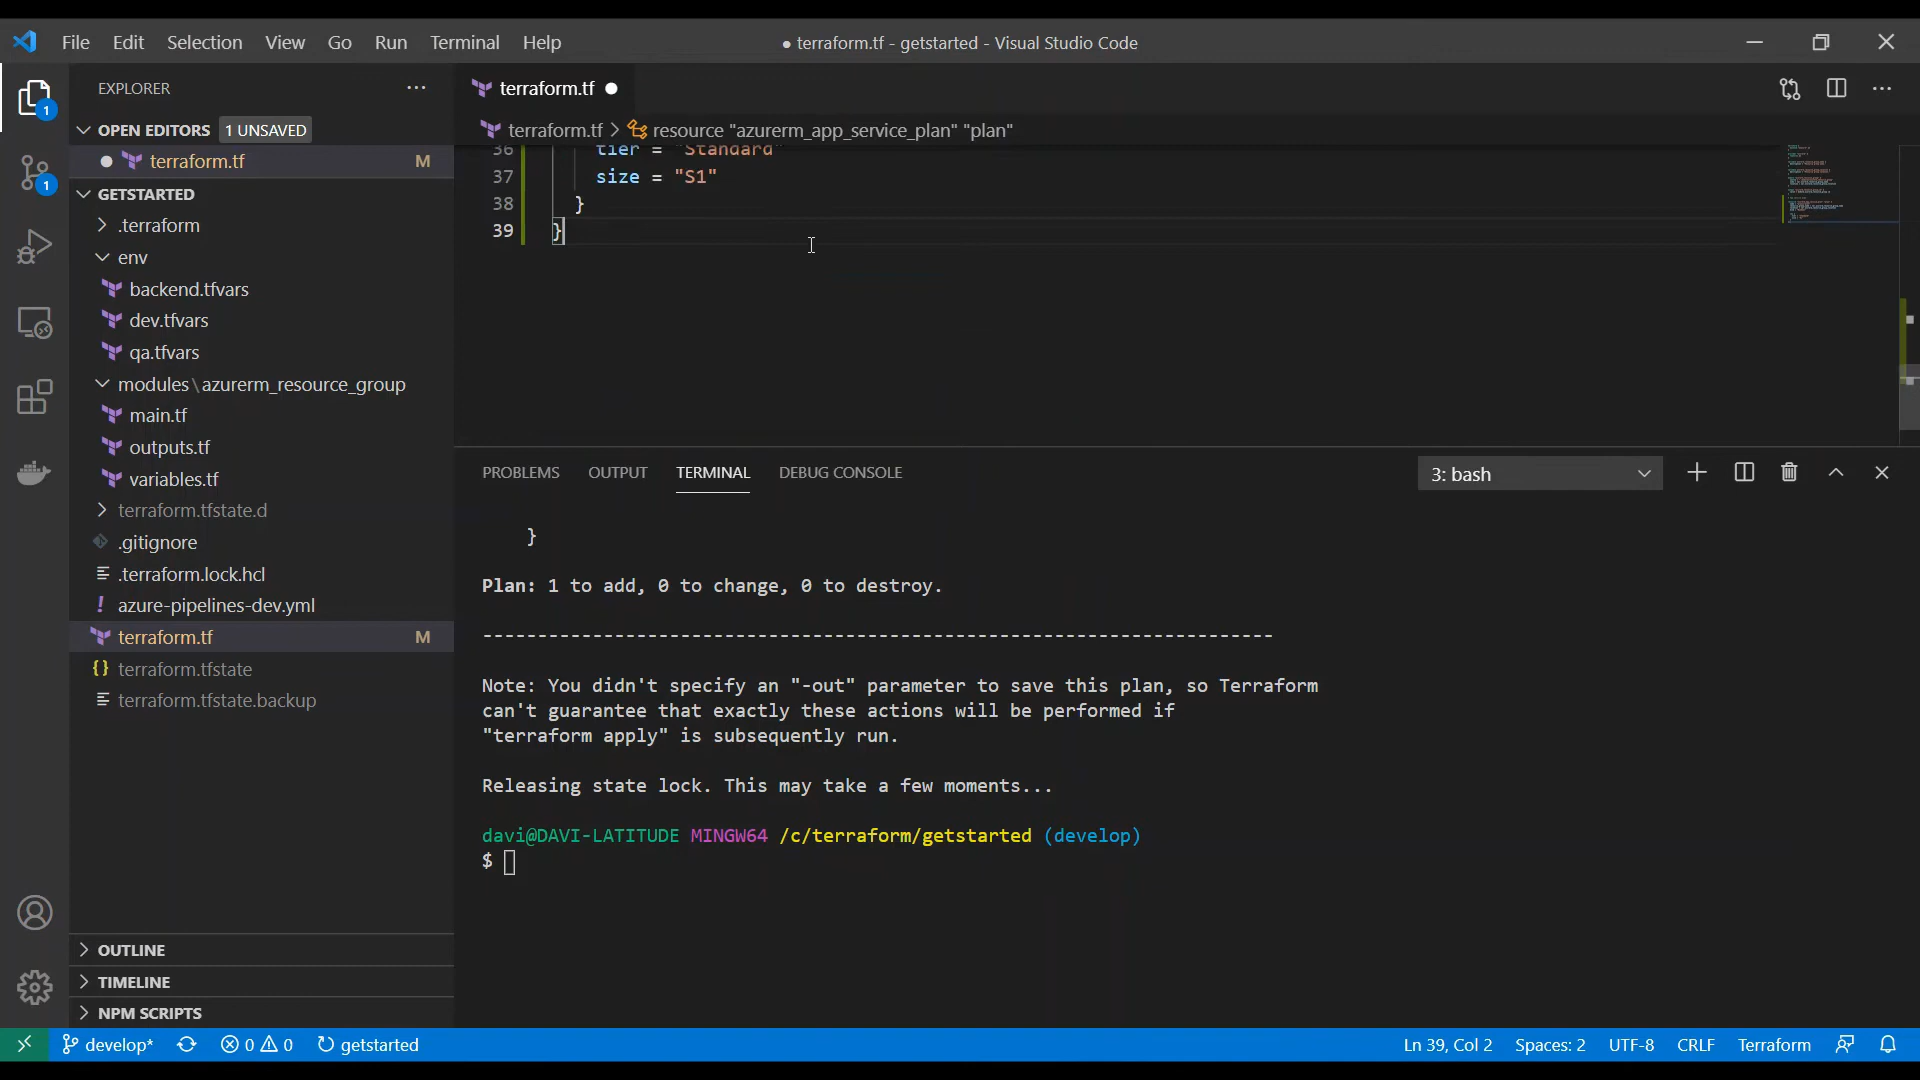 File Edit Selection View Go Run Terminal Help
● terraform.tf - getstarted - Visual Studio Code
EXPLORER
OPEN EDITORS 1 UNSAVED
terraform.tf M
GETSTARTED
.terraform
env
backend.tfvars
dev.tfvars
qa.tfvars
modules\azurerm_resource_group
main.tf
outputs.tf
variables.tf
terraform.tfstate.d
.gitignore
.terraform.lock.hcl
azure-pipelines-dev.yml
terraform.tf M
terraform.tfstate
terraform.tfstate.backup
OUTLINE
TIMELINE
NPM SCRIPTS
1
1
terraform.tf
terraform.tf > resource "azurerm_app_service_plan" "plan"
36 tier = "Standard"
37 size = "S1"
38 }
39 }
PROBLEMS OUTPUT TERMINAL DEBUG CONSOLE
3: bash
}
Plan: 1 to add, 0 to change, 0 to destroy.
------------------------------------------------------------------------
Note: You didn't specify an "-out" parameter to save this plan, so Terraform
can't guarantee that exactly these actions will be performed if
"terraform apply" is subsequently run.
Releasing state lock. This may take a few moments...
davi@DAVI-LATITUDE MINGW64 /c/terraform/getstarted (develop)
$
develop* 0 0 getstarted
Ln 39, Col 2 Spaces: 2 UTF-8 CRLF Terraform